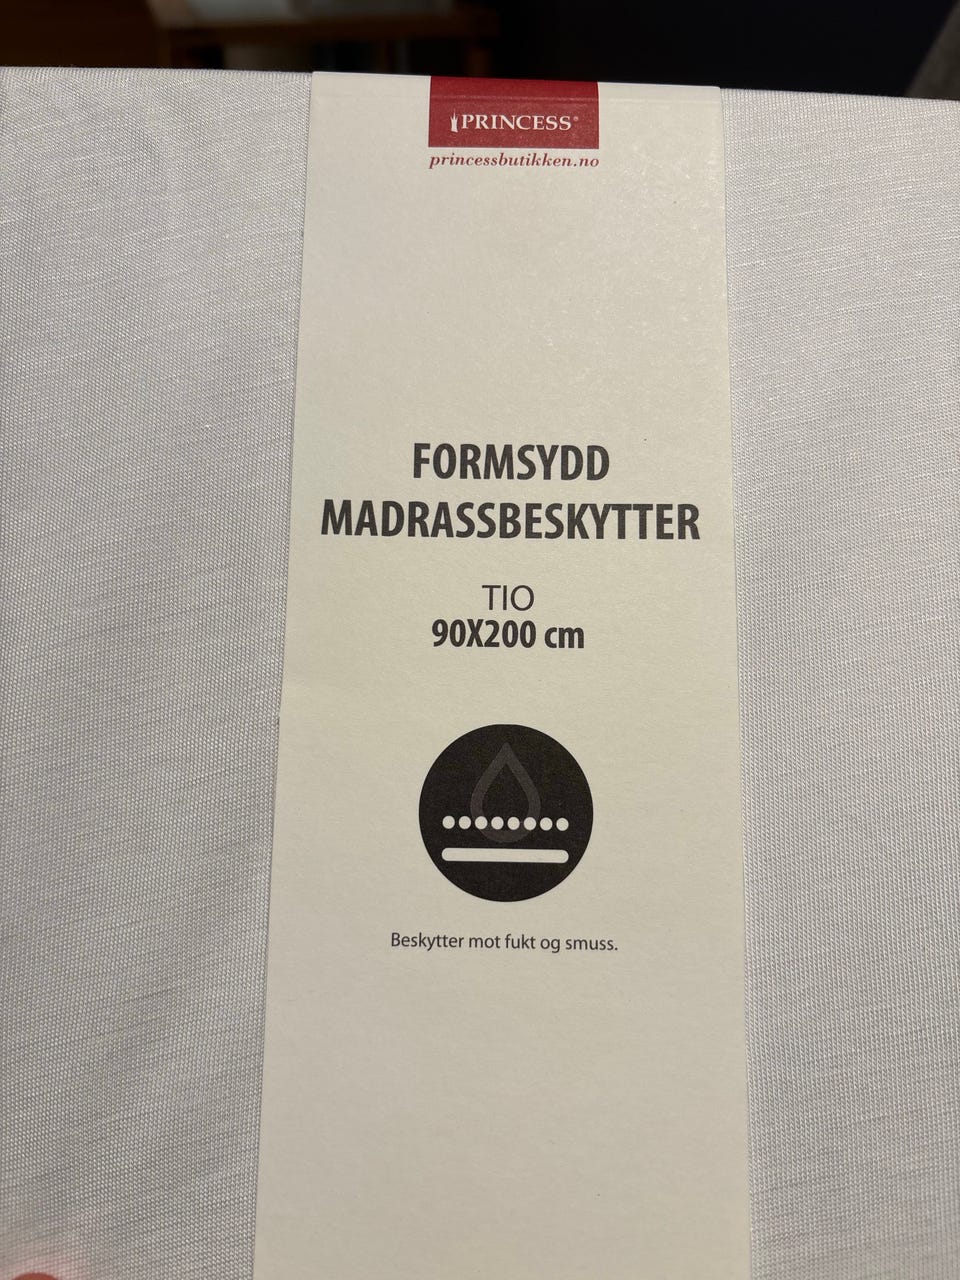 PRINCESS®
princessbutikken.no
FORMSYDD
MADRASSBESKYTTER
TIO
90X200 cm
Beskytter mot fukt og smuss.